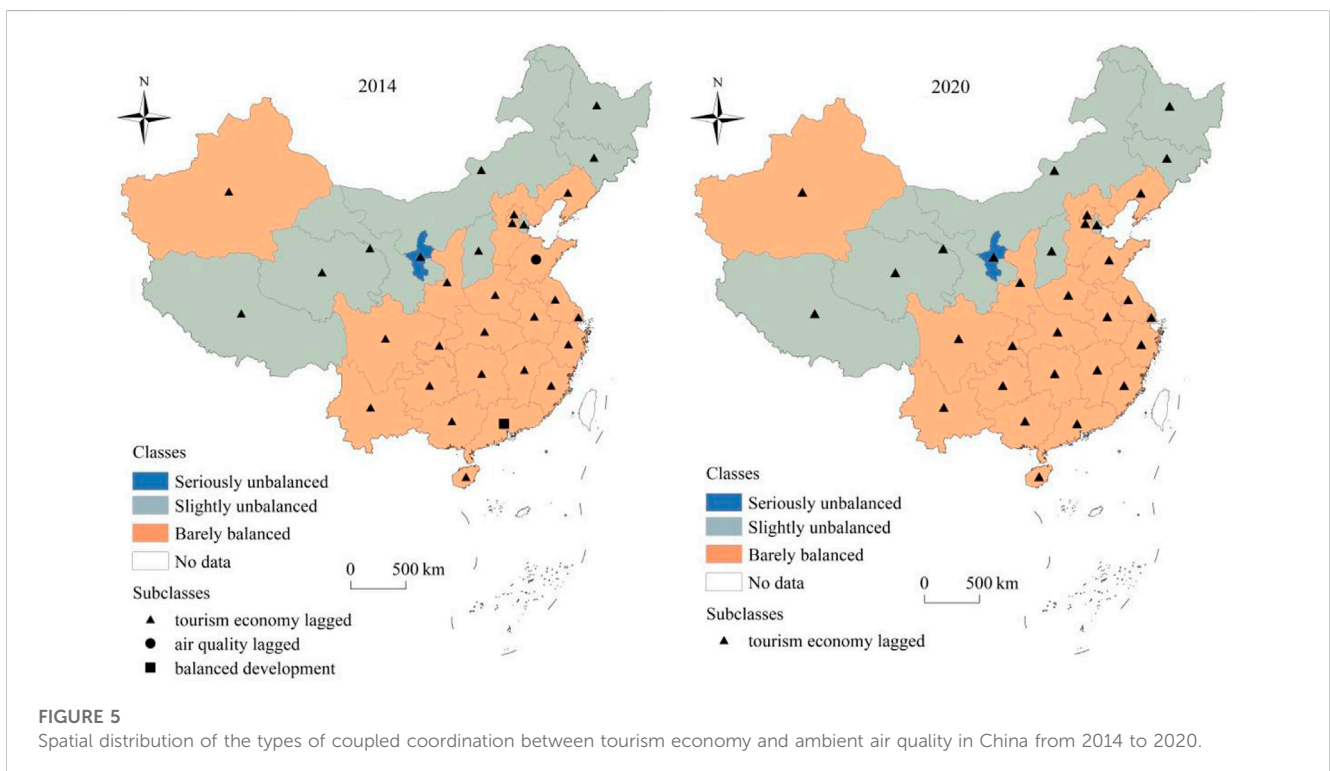 2014
N
Classes
Seriously unbalanced
Slightly unbalanced
Barely balanced
No data
0 500 km
Subclasses
tourism economy lagged
air quality lagged
balanced development
2020
N
Classes
Seriously unbalanced
Slightly unbalanced
Barely balanced
No data
0 500 km
Subclasses
tourism economy lagged
FIGURE 5
Spatial distribution of the types of coupled coordination between tourism economy and ambient air quality in China from 2014 to 2020.